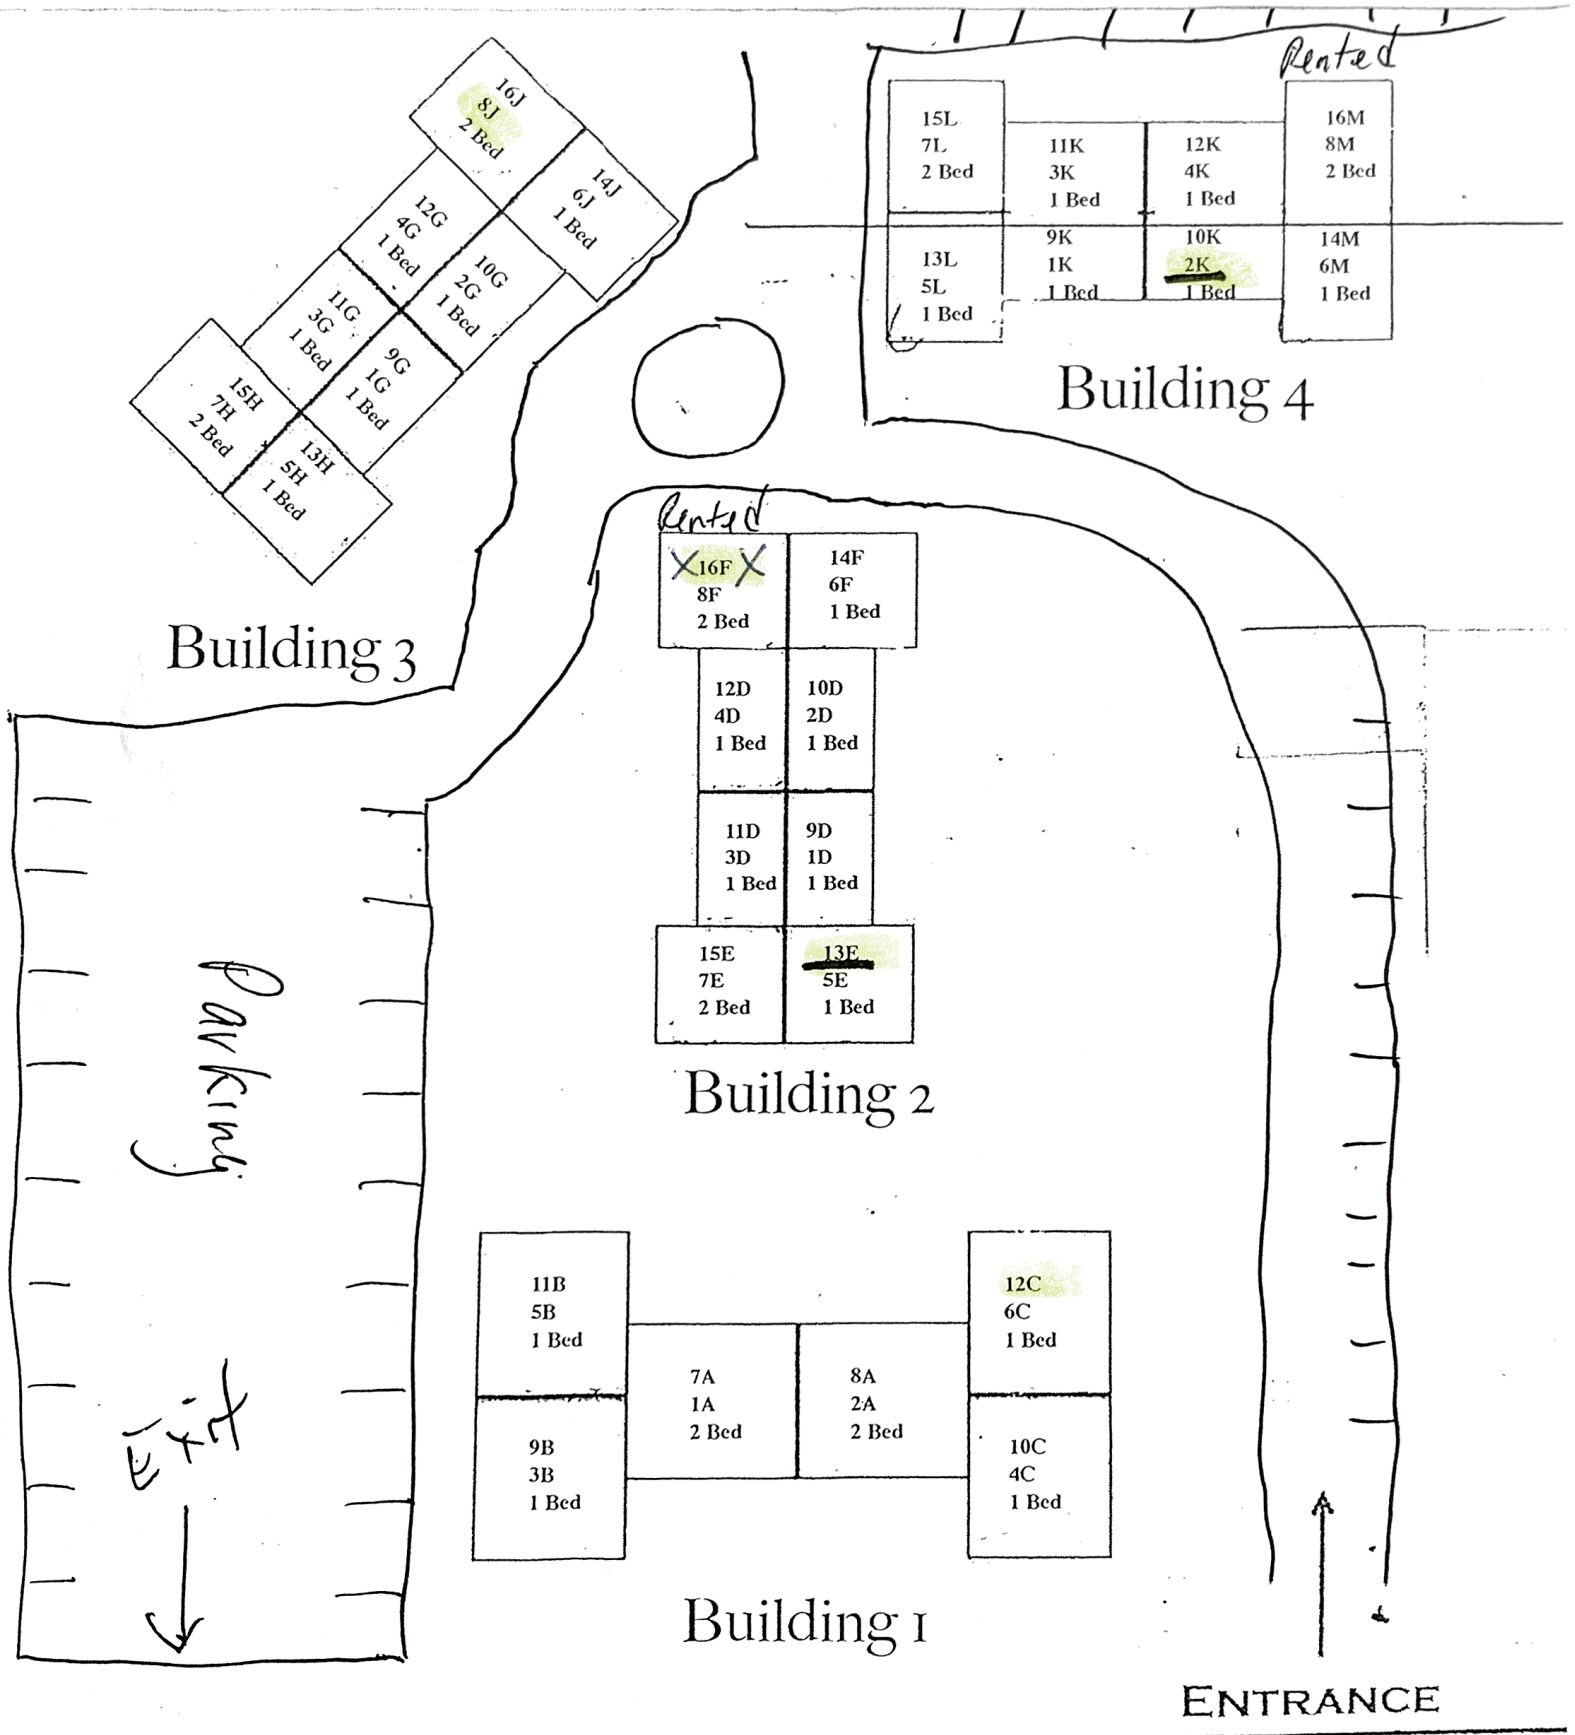 Rented
15L
7L
2 Bed
11K
3K
1 Bed
12K
4K
1 Bed
16M
8M
2 Bed
13L
5L
1 Bed
9K
1K
1 Bed
10K
2K
1 Bed
14M
6M
1 Bed
Building 4
16J
8J
2 Bed
14J
6J
1 Bed
12G
4G
1 Bed
10G
2G
1 Bed
11G
3G
1 Bed
9G
1G
1 Bed
15H
7H
2 Bed
13H
5H
1 Bed
Building 3
Rented
X 16F X
8F
2 Bed
14F
6F
1 Bed
12D
4D
1 Bed
10D
2D
1 Bed
11D
3D
1 Bed
9D
1D
1 Bed
15E
7E
2 Bed
13E
5E
1 Bed
Building 2
Parking
Exit
11B
5B
1 Bed
12C
6C
1 Bed
7A
1A
2 Bed
8A
2A
2 Bed
9B
3B
1 Bed
10C
4C
1 Bed
Building 1
ENTRANCE